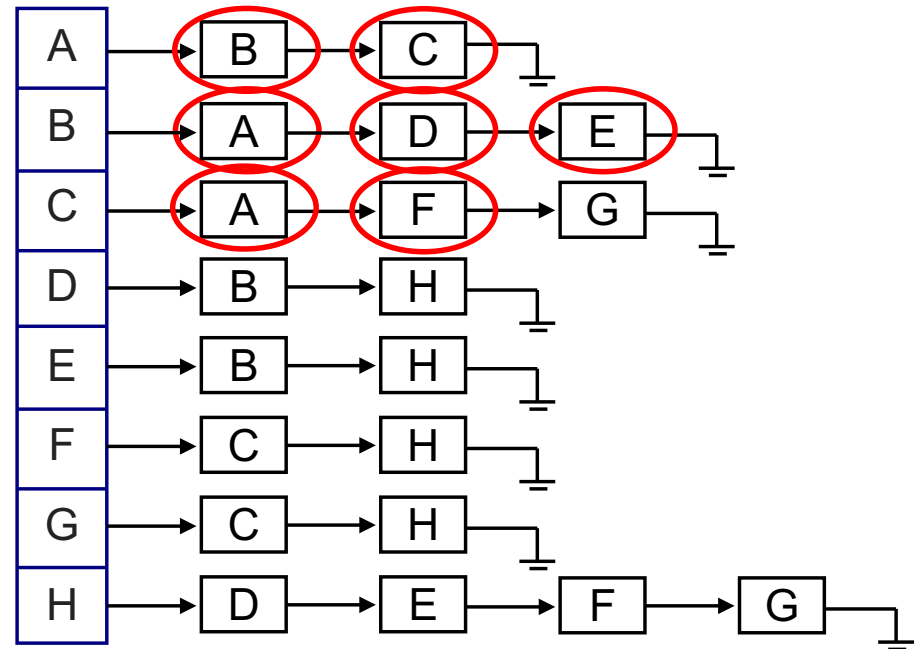 A B C
B A D E
C A F G
D B H
E B H
F C H
G C H
H D E F G